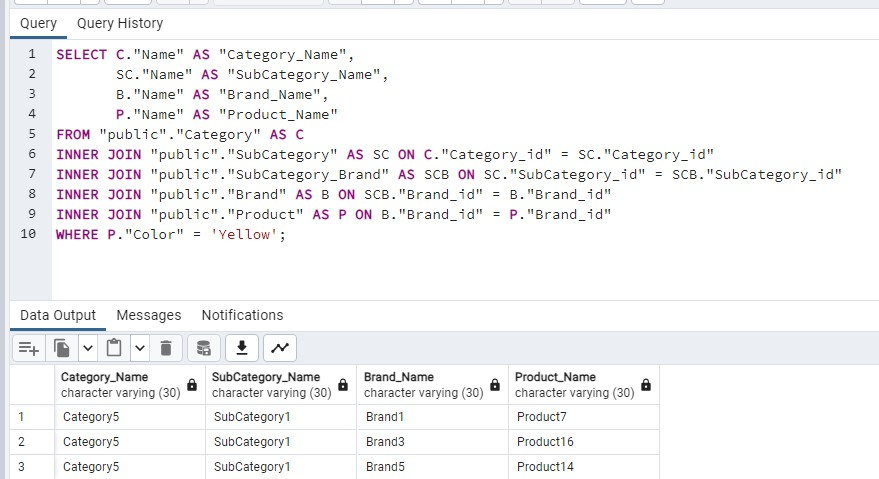 Query Query History
1 SELECT C."Name" AS "Category_Name",
2 SC."Name" AS "SubCategory_Name",
3 B."Name" AS "Brand_Name",
4 P."Name" AS "Product_Name"
5 FROM "public"."Category" AS C
6 INNER JOIN "public"."SubCategory" AS SC ON C."Category_id" = SC."Category_id"
7 INNER JOIN "public"."SubCategory_Brand" AS SCB ON SC."SubCategory_id" = SCB."SubCategory_id"
8 INNER JOIN "public"."Brand" AS B ON SCB."Brand_id" = B."Brand_id"
9 INNER JOIN "public"."Product" AS P ON B."Brand_id" = P."Brand_id"
10 WHERE P."Color" = 'Yellow';
Data Output Messages Notifications
Category_Name SubCategory_Name Brand_Name Product_Name
character varying (30) character varying (30) character varying (30) character varying (30)
1 Category5 SubCategory1 Brand1 Product7
2 Category5 SubCategory1 Brand3 Product16
3 Category5 SubCategory1 Brand5 Product14